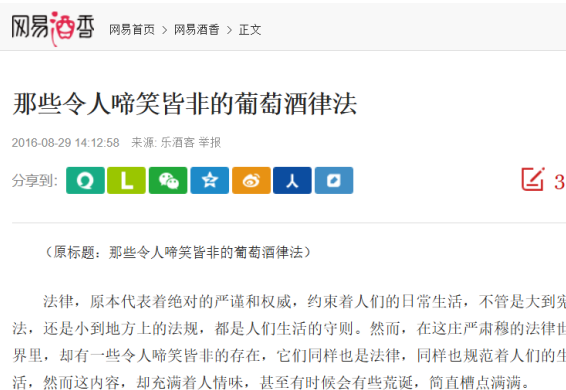 网易酒香 网易首页 > 网易酒香 > 正文
那些令人啼笑皆非的葡萄酒律法
2016-08-29 14:12:58 来源: 乐酒客 举报
分享到:
3
（原标题：那些令人啼笑皆非的葡萄酒律法）
法律，原本代表着绝对的严谨和权威，约束着人们的日常生活，不管是大到宪
法，还是小到地方上的法规，都是人们生活的守则。然而，在这庄严肃穆的法律世
界里，却有一些令人啼笑皆非的存在，它们同样也是法律，同样也规范着人们的生
活，然而这内容，却充满着人情味，甚至有时候会有些荒诞，简直槽点满满。